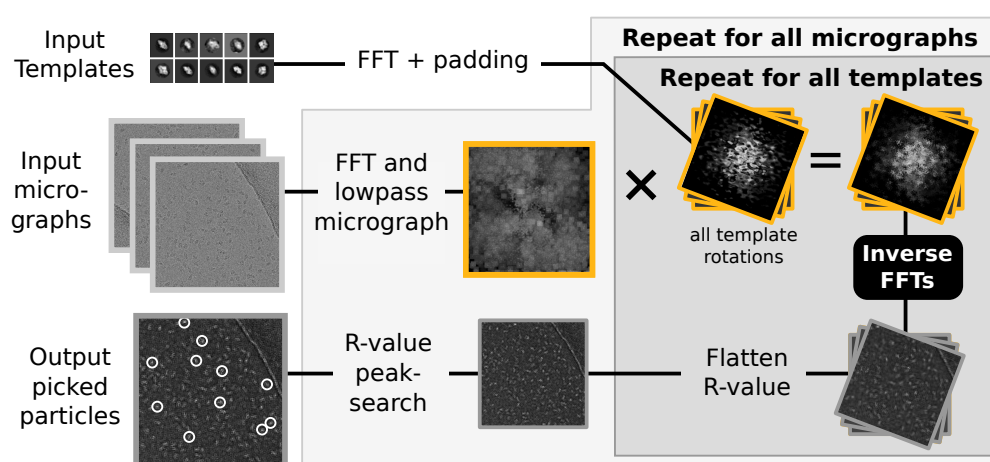 Input
Templates
FFT + padding
Repeat for all micrographs
Repeat for all templates
Input
micro-
graphs
FFT and
lowpass
micrograph
×
=
all template
rotations
Inverse
FFTs
Output
picked
particles
R-value
peak-
search
Flatten
R-value